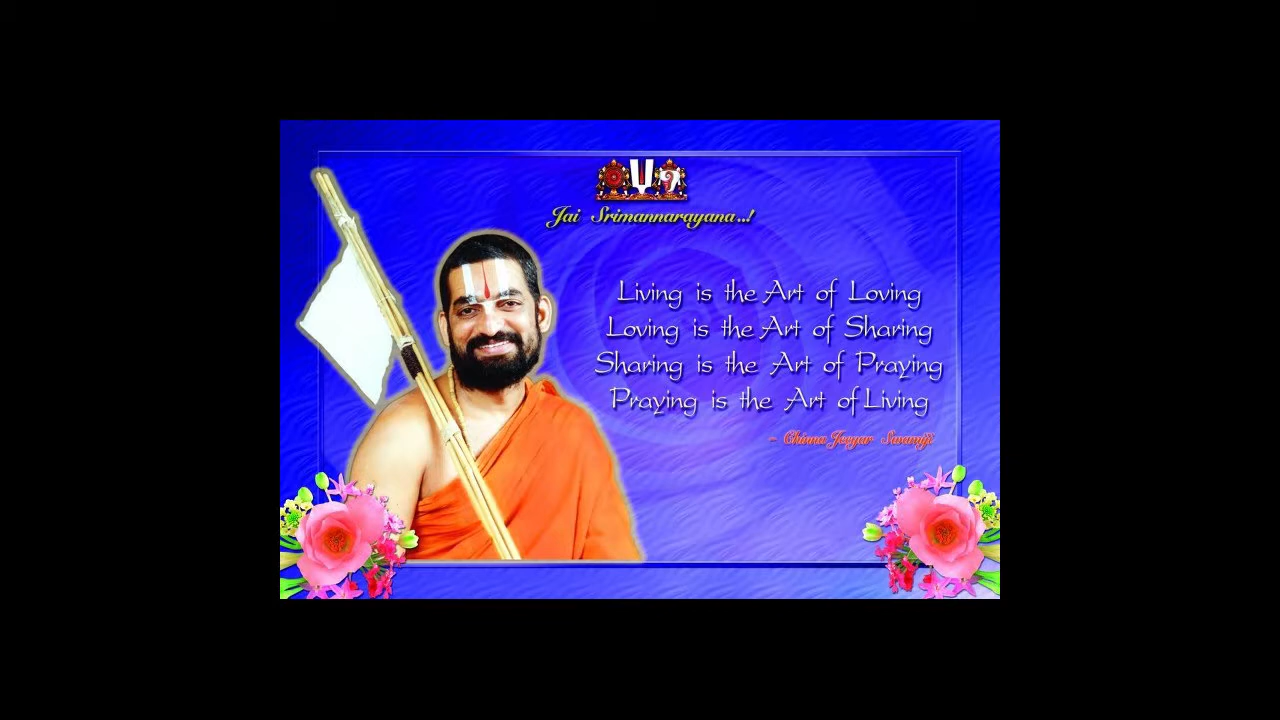 Jai Srimannarayana..!
Living is the Art of Loving
Loving is the Art of Sharing
Sharing is the Art of Praying
Praying is the Art of Living
- Chinna Jeeyar Swamiji